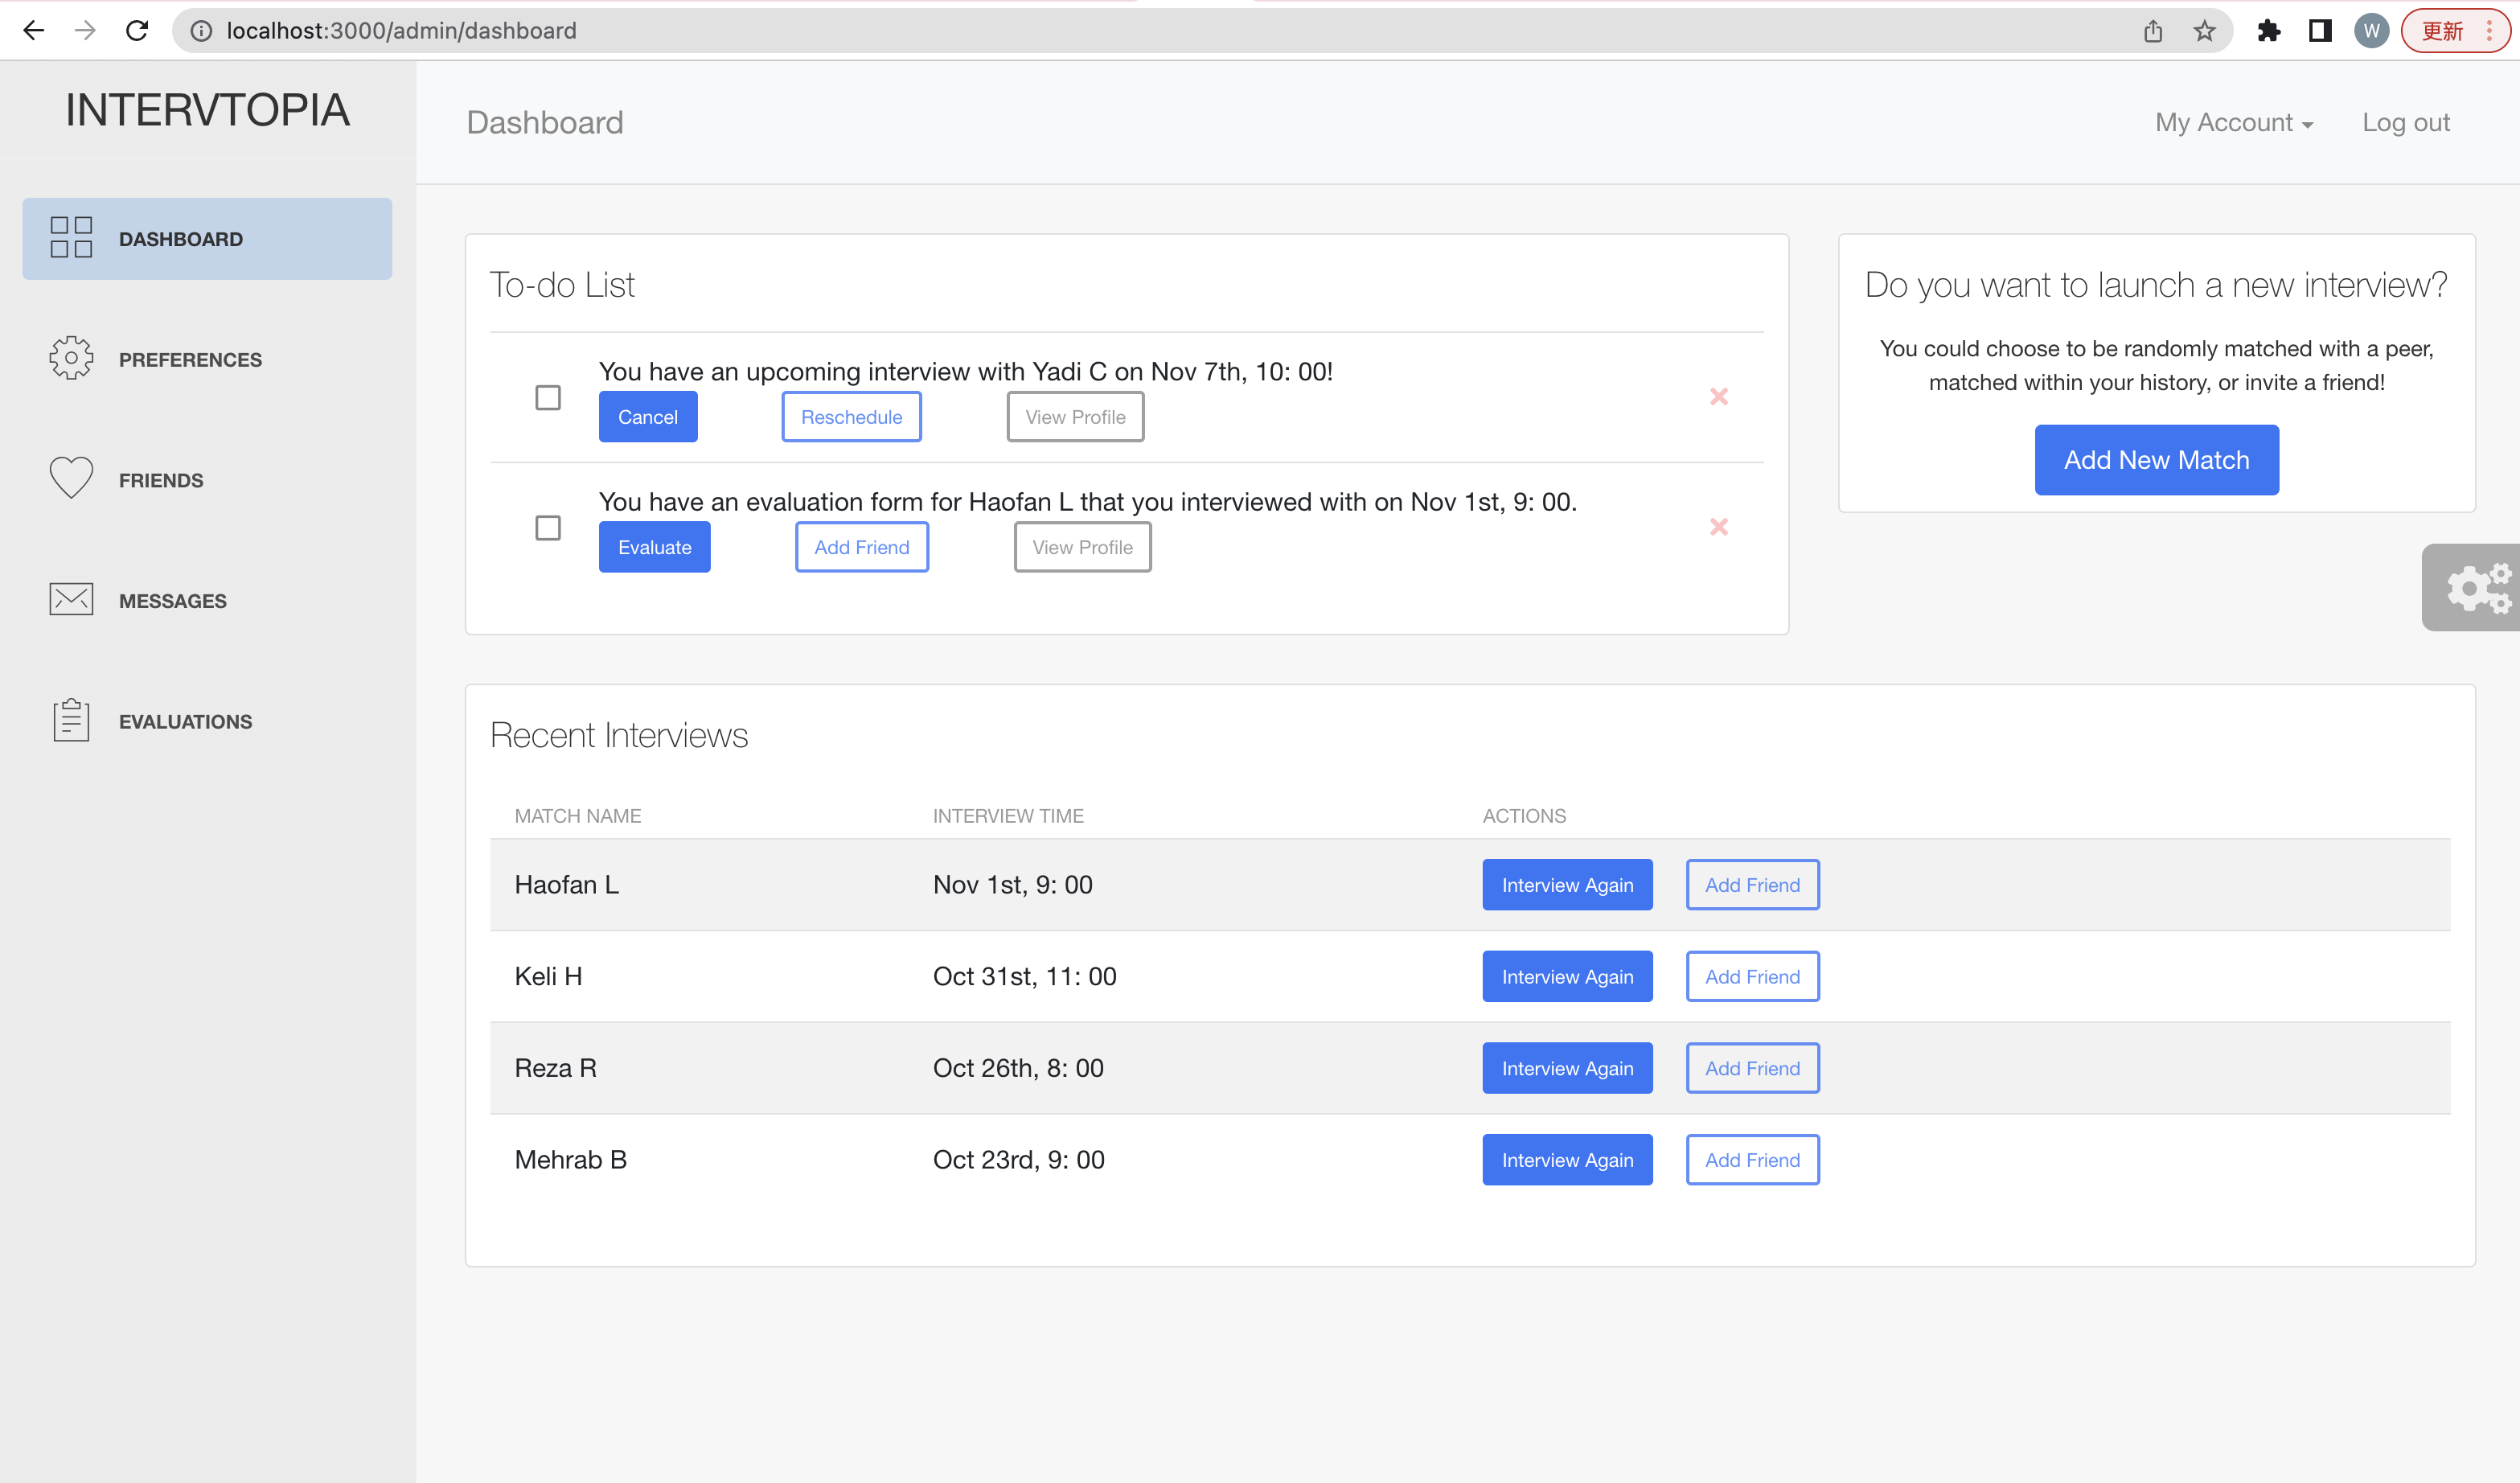 localhost:3000/admin/dashboard
W
更新
INTERVTOPIA
Dashboard
My Account
Log out
DASHBOARD
PREFERENCES
FRIENDS
MESSAGES
EVALUATIONS
To-do List
You have an upcoming interview with Yadi C on Nov 7th, 10: 00!
Cancel
Reschedule
View Profile
You have an evaluation form for Haofan L that you interviewed with on Nov 1st, 9: 00.
Evaluate
Add Friend
View Profile
Do you want to launch a new interview?
You could choose to be randomly matched with a peer,
matched within your history, or invite a friend!
Add New Match
Recent Interviews
MATCH NAME INTERVIEW TIME ACTIONS
Haofan L Nov 1st, 9: 00 Interview Again Add Friend
Keli H Oct 31st, 11: 00 Interview Again Add Friend
Reza R Oct 26th, 8: 00 Interview Again Add Friend
Mehrab B Oct 23rd, 9: 00 Interview Again Add Friend